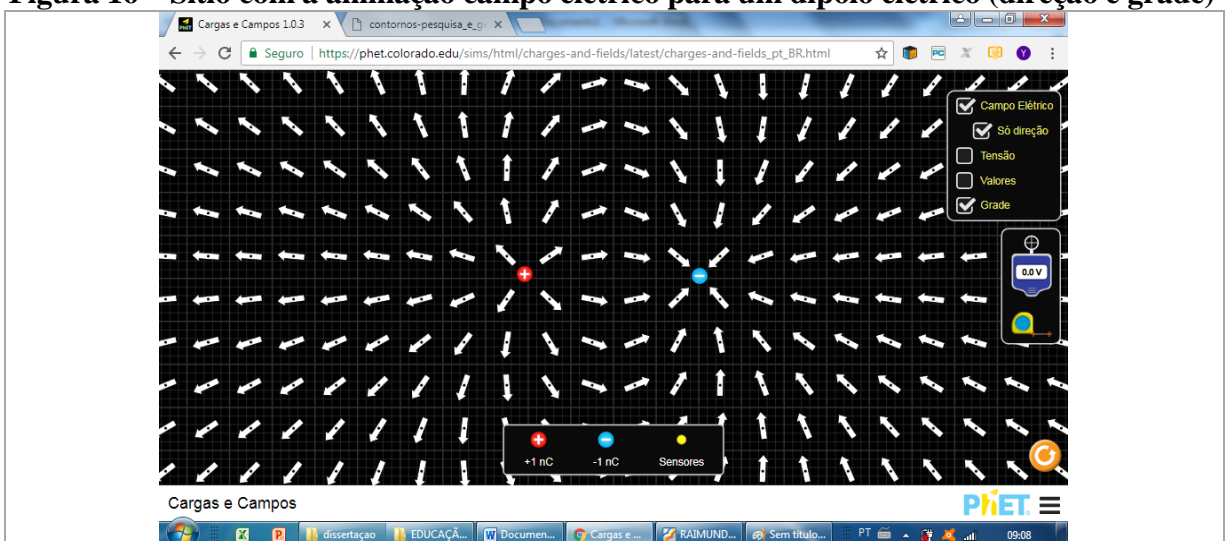 Figura 16 – Sítio com a animação campo elétrico para um dipolo elétrico (direção e grade)
Cargas e Campos 1.0.3
contornos-pesquisa_e_g
Seguro | https://phet.colorado.edu/sims/html/charges-and-fields/latest/charges-and-fields_pt_BR.html
Campo Elétrico
Só direção
Tensão
Valores
Grade
0.0 V
+1 nC -1 nC Sensores
Cargas e Campos
PhET
dissertaçao EDUCAÇÃ... Documen... Cargas e ... RAIMUND... Sem título... PT 09:08